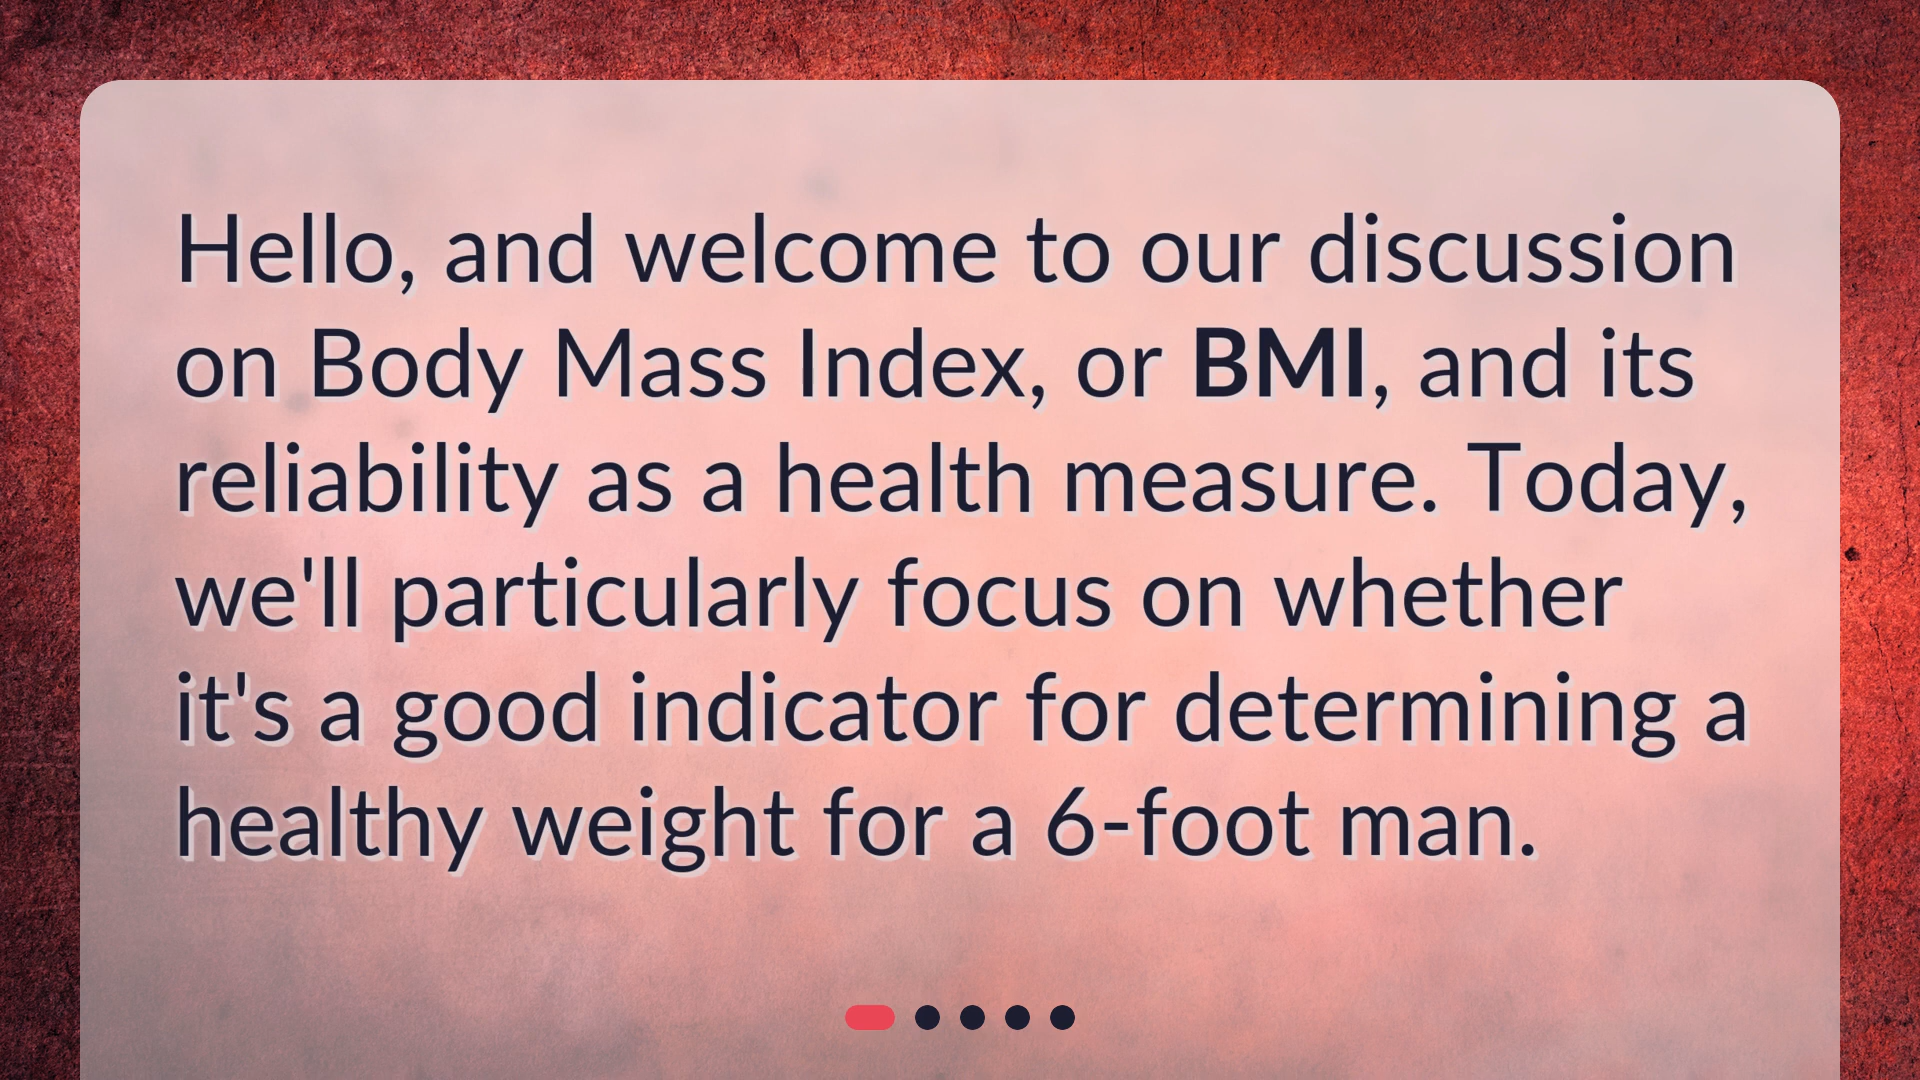 Hello, and welcome to our discussion
on Body Mass Index, or BMI, and its
reliability as a health measure. Today,
we'll particularly focus on whether
it's a good indicator for determining a
healthy weight for a 6-foot man.